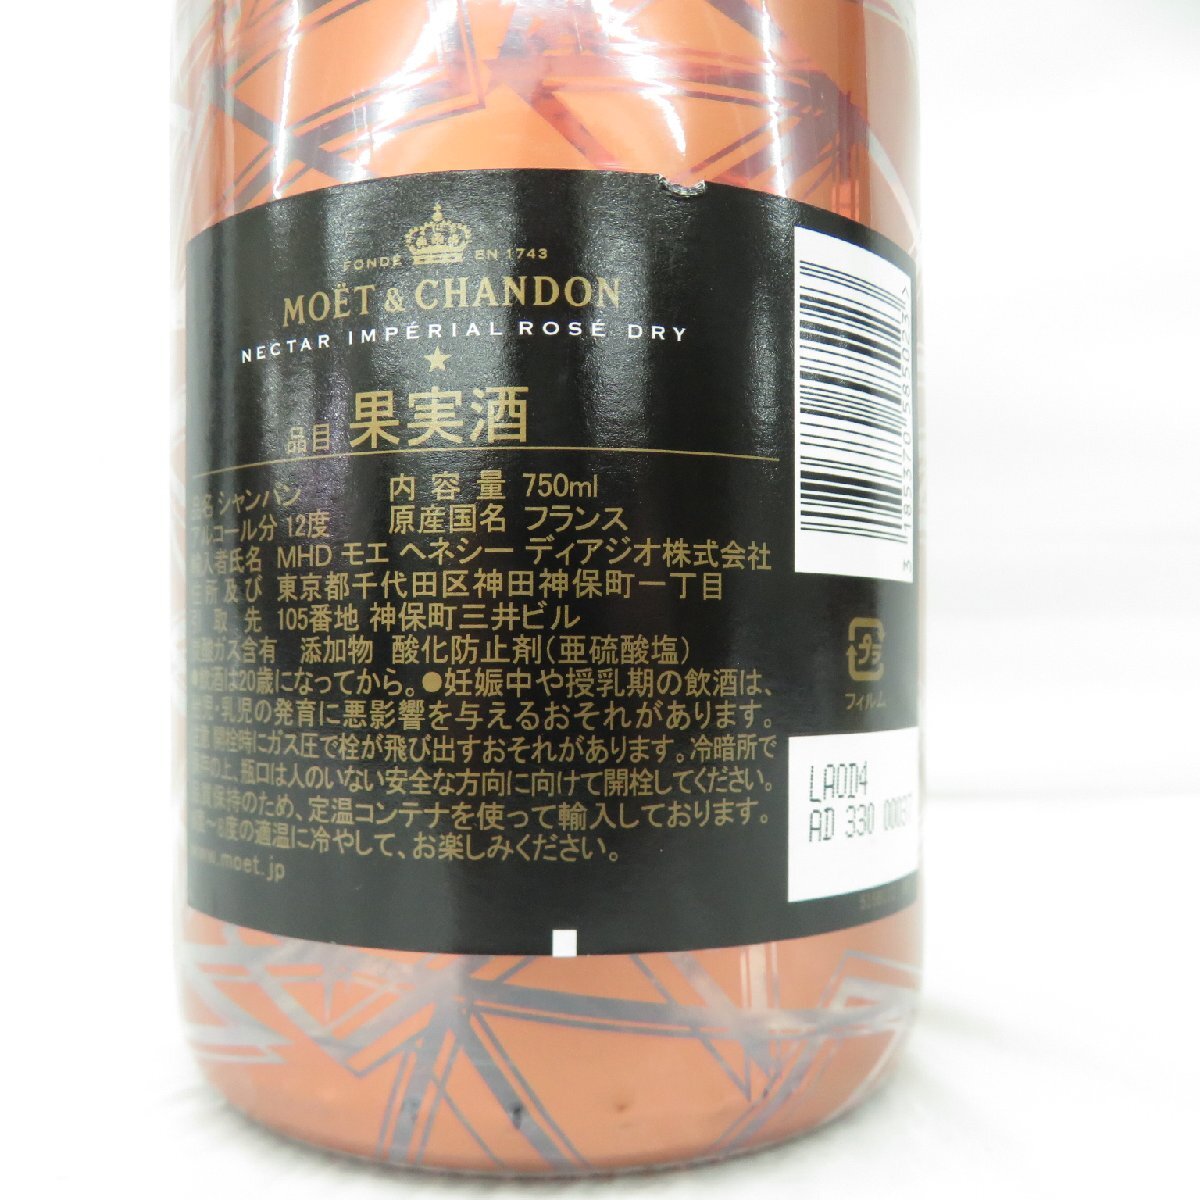 FONDÉ EN 1743
MOËT & CHANDON
NECTAR IMPÉRIAL ROSÉ DRY
品目 果実酒
品名 シャンパン 内容量 750ml
アルコール分 12度 原産国名 フランス
輸入者氏名 MHD モエ ヘネシー ディアジオ株式会社
住所及び 東京都千代田区神田神保町一丁目
引取先 105番地 神保町三井ビル
炭酸ガス含有 添加物 酸化防止剤(亜硫酸塩)
●飲酒は20歳になってから。●妊娠中や授乳期の飲酒は、
胎児・乳児の発育に悪影響を与えるおそれがあります。
注意 開栓時にガス圧で栓が飛び出すおそれがあります。冷暗所で
の上、瓶口は人のいない安全な方向に向けて開栓してください。
品質保持のため、定温コンテナを使って輸入しております。
度の適温に冷やして、お楽しみください。
www.moet.jp
3 185370 585023 >
プラ
フィルム
LAODD4
AD 330